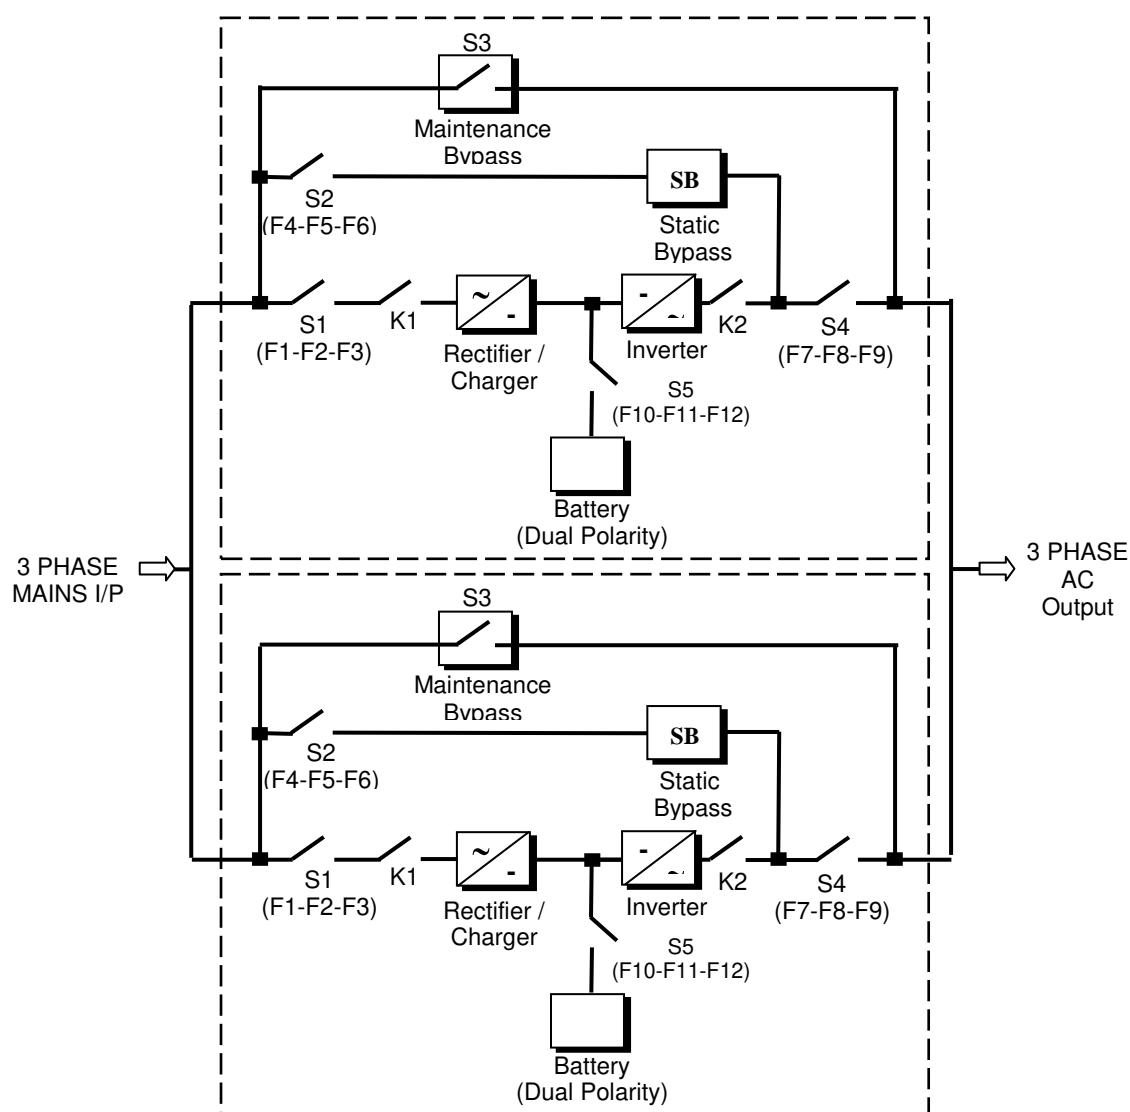 S3
Maintenance
Bypass
S2
(F4-F5-F6)
SB
Static
Bypass
S1
(F1-F2-F3)
K1
~
-
Rectifier /
Charger
-
~
Inverter
K2
S4
(F7-F8-F9)
S5
(F10-F11-F12)
Battery
(Dual Polarity)
3 PHASE
MAINS I/P
3 PHASE
AC
Output
S3
Maintenance
Bypass
S2
(F4-F5-F6)
SB
Static
Bypass
S1
(F1-F2-F3)
K1
~
-
Rectifier /
Charger
-
~
Inverter
K2
S4
(F7-F8-F9)
S5
(F10-F11-F12)
Battery
(Dual Polarity)